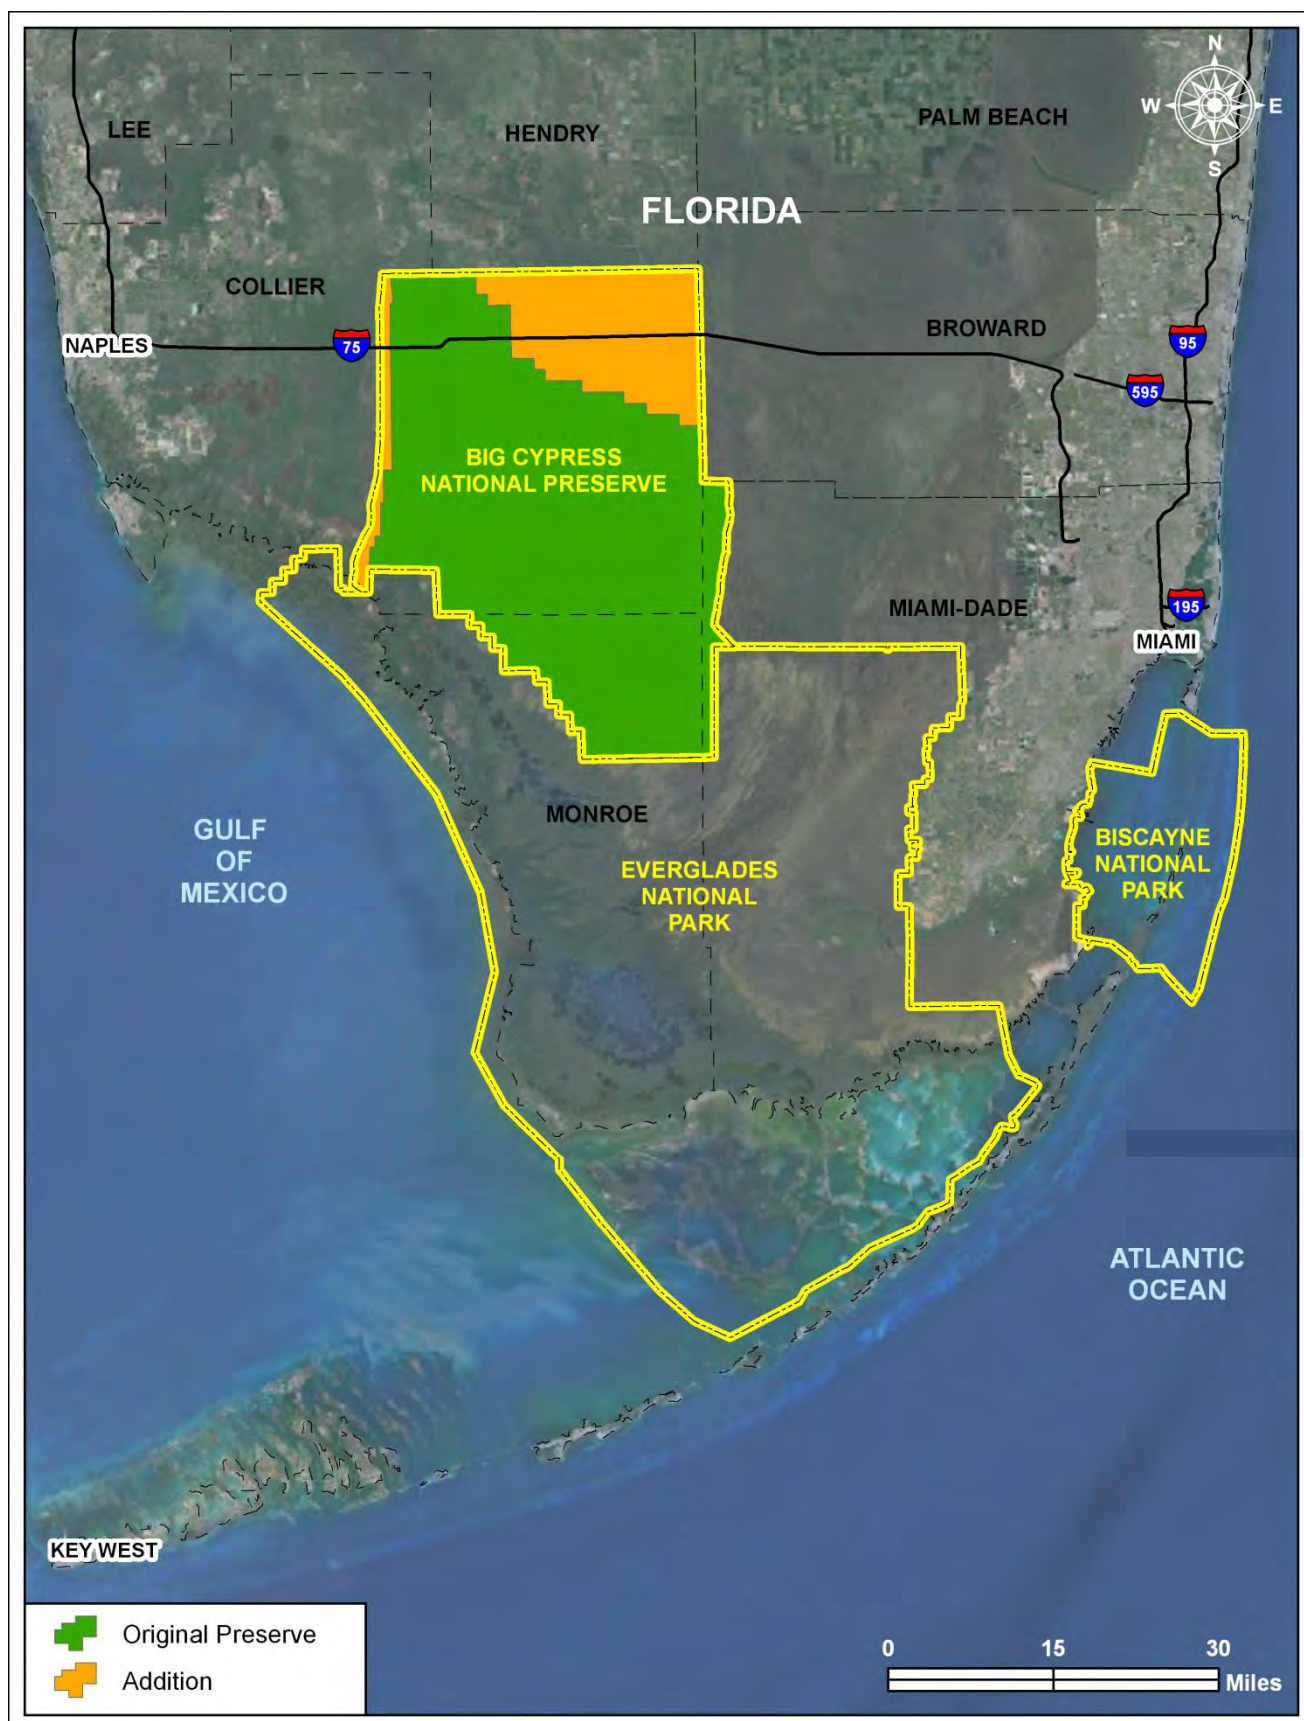 N
W
E
S
LEE
HENDRY
PALM BEACH
FLORIDA
COLLIER
BROWARD
NAPLES
75
95
595
BIG CYPRESS
NATIONAL PRESERVE
195
MIAMI-DADE
MIAMI
MONROE
GULF
OF
MEXICO
EVERGLADES
NATIONAL
PARK
BISCAYNE
NATIONAL
PARK
ATLANTIC
OCEAN
KEY WEST
Original Preserve
Addition
0
15
30
Miles